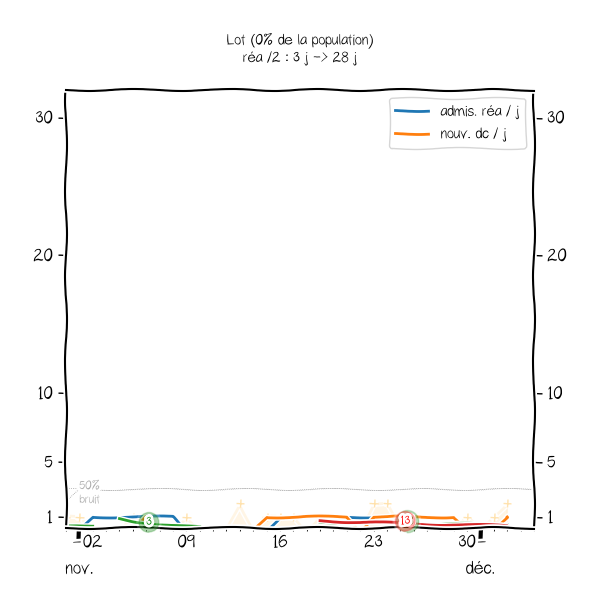 Lot (0% de la population)
réa /2 : 3 j -> 28 j
admis. réa / j
nouv. dc / j
30 30
20 20
10 10
5 5
50%
bruit
1 3 13 1
02 09 16 23 30
nov. déc.